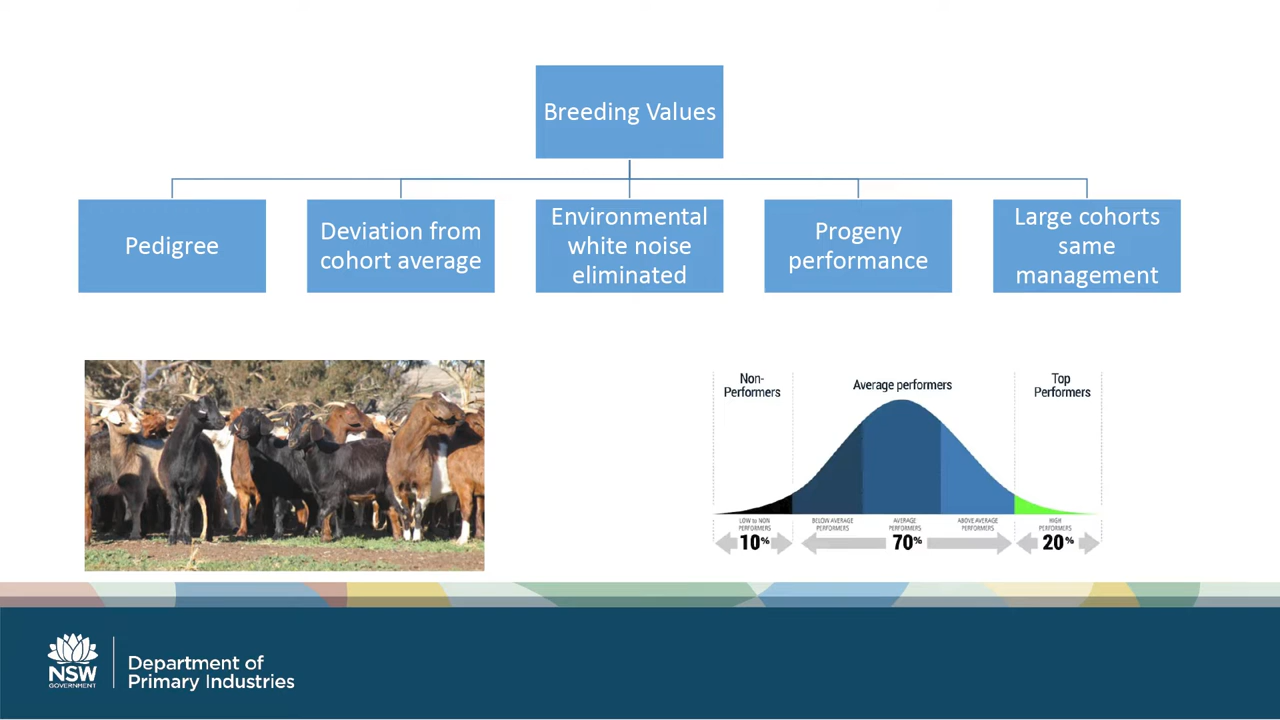 Breeding Values
Pedigree
Deviation from
cohort average
Environmental
white noise
eliminated
Progeny
performance
Large cohorts
same
management
Non-
Performers
Average performers
Top
Performers
LOW to NON
PERFORMERS
BELOW AVERAGE
PERFORMERS
AVERAGE
PERFORMERS
ABOVE AVERAGE
PERFORMERS
HIGH
PERFORMERS
10%
70%
20%
NSW
GOVERNMENT
Department of
Primary Industries